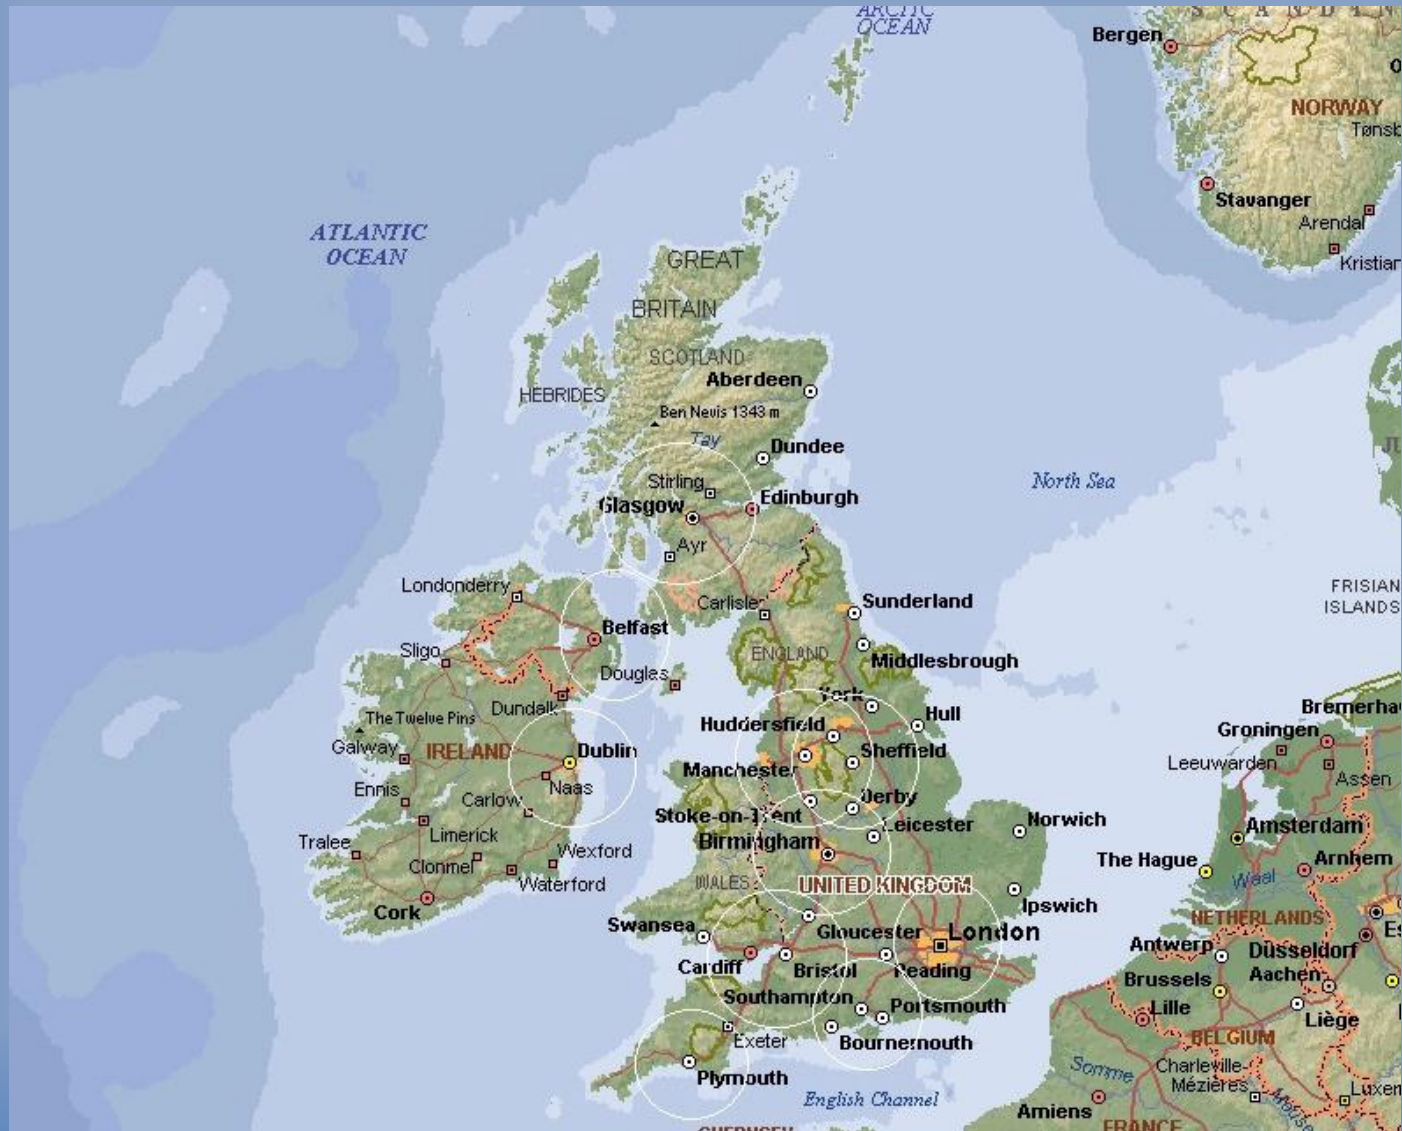 ARCTIC
OCEAN
Bergen
NORWAY
Stavanger
Arendal
ATLANTIC
OCEAN
GREAT
BRITAIN
SCOTLAND
HEBRIDES
Aberdeen
Ben Nevis 1343 m
Tay
Dundee
North Sea
Stirling
Edinburgh
Glasgow
Ayr
Londonderry
Carlisle
Sunderland
FRISIAN
ISLANDS
Belfast
Sligo
ENGLAND
Middlesbrough
Douglas
York
Dundalk
The Twelve Pins
Huddersfield
Hull
Groningen
Galway
IRELAND
Dublin
Sheffield
Leeuwarden
Manchester
Assen
Ennis
Naas
Carlow
Derby
Stoke-on-Trent
Leicester
Norwich
Amsterdam
Tralee
Limerick
Birmingham
Clonmel
Wexford
The Hague
Arnhem
Waterford
WALES
UNITED KINGDOM
Waal
Cork
Ipswich
NETHERLANDS
Swansea
Gloucester
London
Antwerp
Düsseldorf
Cardiff
Bristol
Reading
Brussels
Aachen
Southampton
Portsmouth
Lille
Liège
Exeter
Bournemouth
BELGIUM
Plymouth
Somme
Charleville-
Mézières
Meuse
English Channel
Amiens
FRANCE